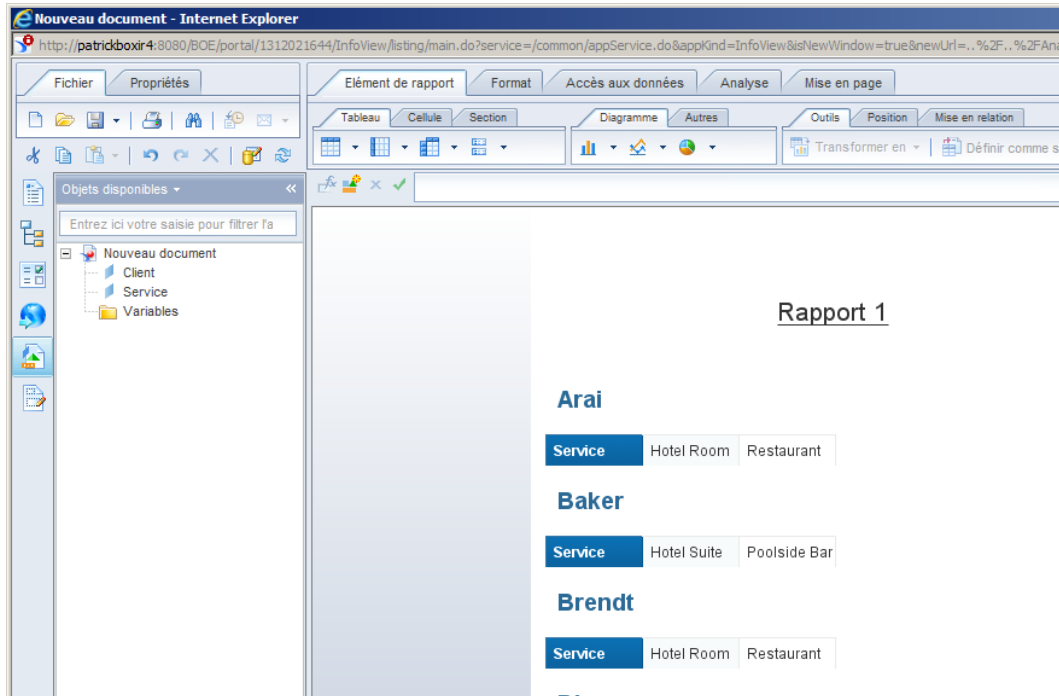 Nouveau document - Internet Explorer
http://patrickboxir4:8080/BOE/portal/1312021644/InfoView/listing/main.do?service=/common/appService.do&appKind=InfoView&isNewWindow=true&newUrl=..%2F..%2FAna
Fichier Propriétés
Elément de rapport Format Accès aux données Analyse Mise en page
Tableau Cellule Section Diagramme Autres Outils Position Mise en relation
Transformer en Définir comme s
Objets disponibles
Entrez ici votre saisie pour filtrer l'a
Nouveau document
Client
Service
Variables
Rapport 1
Arai
Service Hotel Room Restaurant
Baker
Service Hotel Suite Poolside Bar
Brendt
Service Hotel Room Restaurant